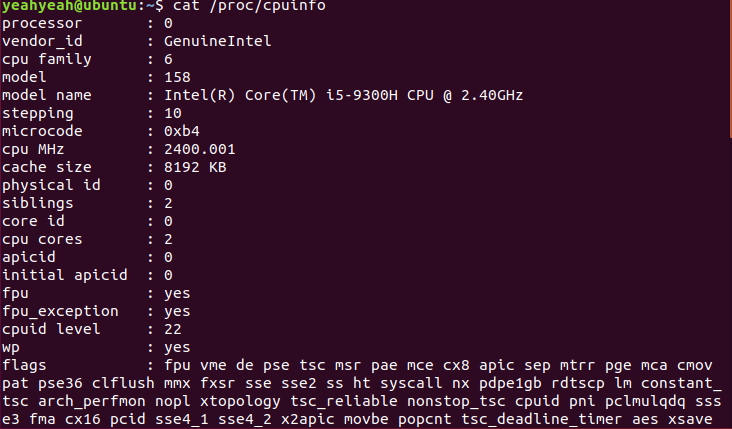 yeahyeah@ubuntu:~$ cat /proc/cpuinfo
processor : 0
vendor_id : GenuineIntel
cpu family : 6
model : 158
model name : Intel(R) Core(TM) i5-9300H CPU @ 2.40GHz
stepping : 10
microcode : 0xb4
cpu MHz : 2400.001
cache size : 8192 KB
physical id : 0
siblings : 2
core id : 0
cpu cores : 2
apicid : 0
initial apicid : 0
fpu : yes
fpu_exception : yes
cpuid level : 22
wp : yes
flags : fpu vme de pse tsc msr pae mce cx8 apic sep mtrr pge mca cmov
pat pse36 clflush mmx fxsr sse sse2 ss ht syscall nx pdpe1gb rdtscp lm constant_
tsc arch_perfmon nopl xtopology tsc_reliable nonstop_tsc cpuid pni pclmulqdq sss
e3 fma cx16 pcid sse4_1 sse4_2 x2apic movbe popcnt tsc_deadline_timer aes xsave